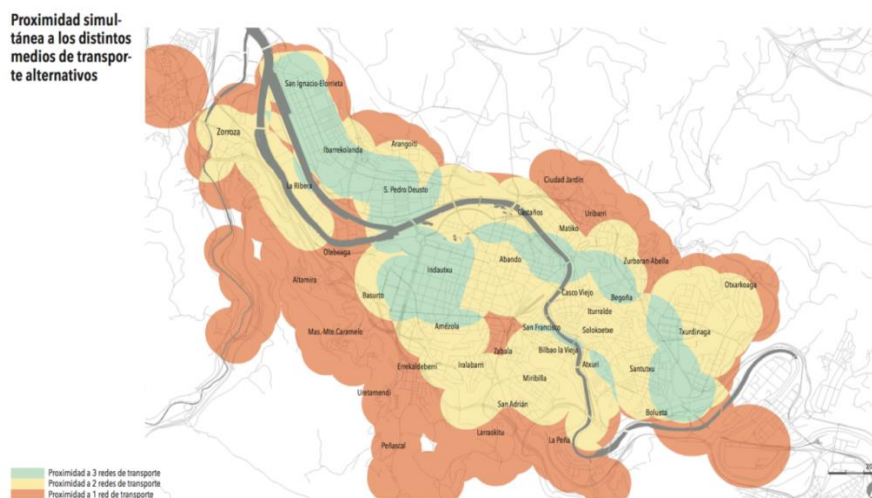 Proximidad simul-
tánea a los distintos
medios de transpor-
te alternativos
San Ignacio-Elorrieta
Zorroza
Arangoiti
Ibarrekolanda
La Ribera
S. Pedro Deusto
Ciudad Jardín
Castaños
Uribarri
Matiko
Olabeaga
Zurbaran-Abella
Altamira
Indautxu
Abando
Otxarkoaga
Basurto
Casco Viejo
Begoña
Iturralde
Mas.-Mte.Caramelo
Amézola
San Francisco
Solokoetxe
Txurdinaga
Zabala
Bilbao la Vieja
Errekaldeberri
Iralabarri
Atxuri
Santutxu
Miribilla
Uretamendi
San Adrián
Bolueta
Larraskitu
La Peña
Peñascal
Proximidad a 3 redes de transporte
Proximidad a 2 redes de transporte
Proximidad a 1 red de transporte